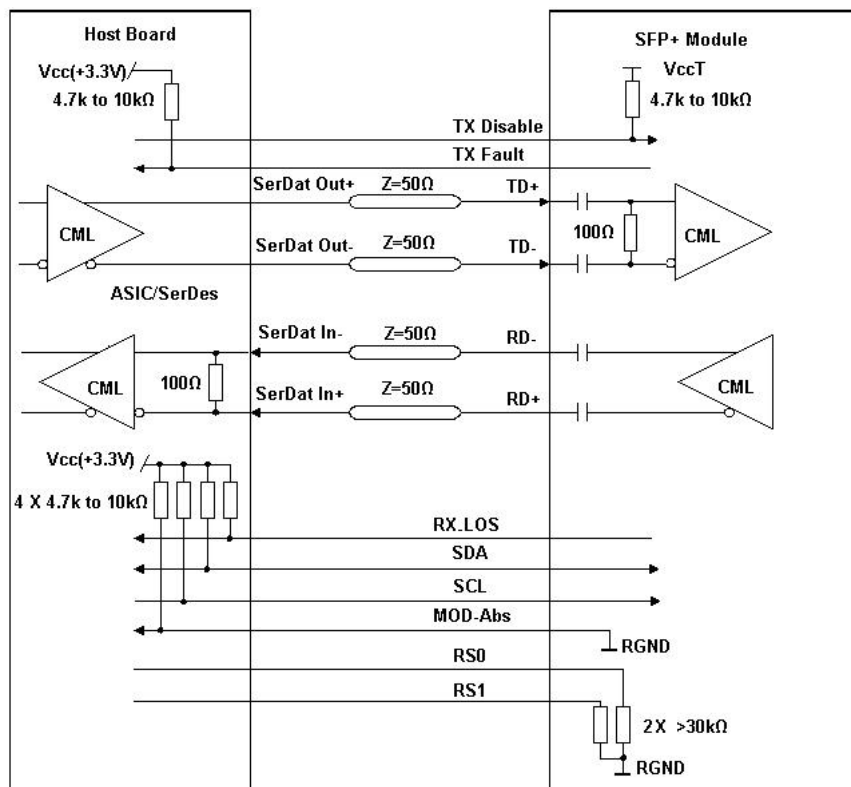 Host Board
SFP+ Module
Vcc(+3.3V)
4.7k to 10kΩ
VccT
4.7k to 10kΩ
TX Disable
TX Fault
SerDat Out+
Z=50Ω
TD+
CML
100Ω
CML
SerDat Out-
Z=50Ω
TD-
ASIC/SerDes
SerDat In-
Z=50Ω
RD-
CML
100Ω
SerDat In+
Z=50Ω
RD+
CML
Vcc(+3.3V)
4 X 4.7k to 10kΩ
RX_LOS
SDA
SCL
MOD-Abs
RGND
RS0
RS1
2X >30kΩ
RGND